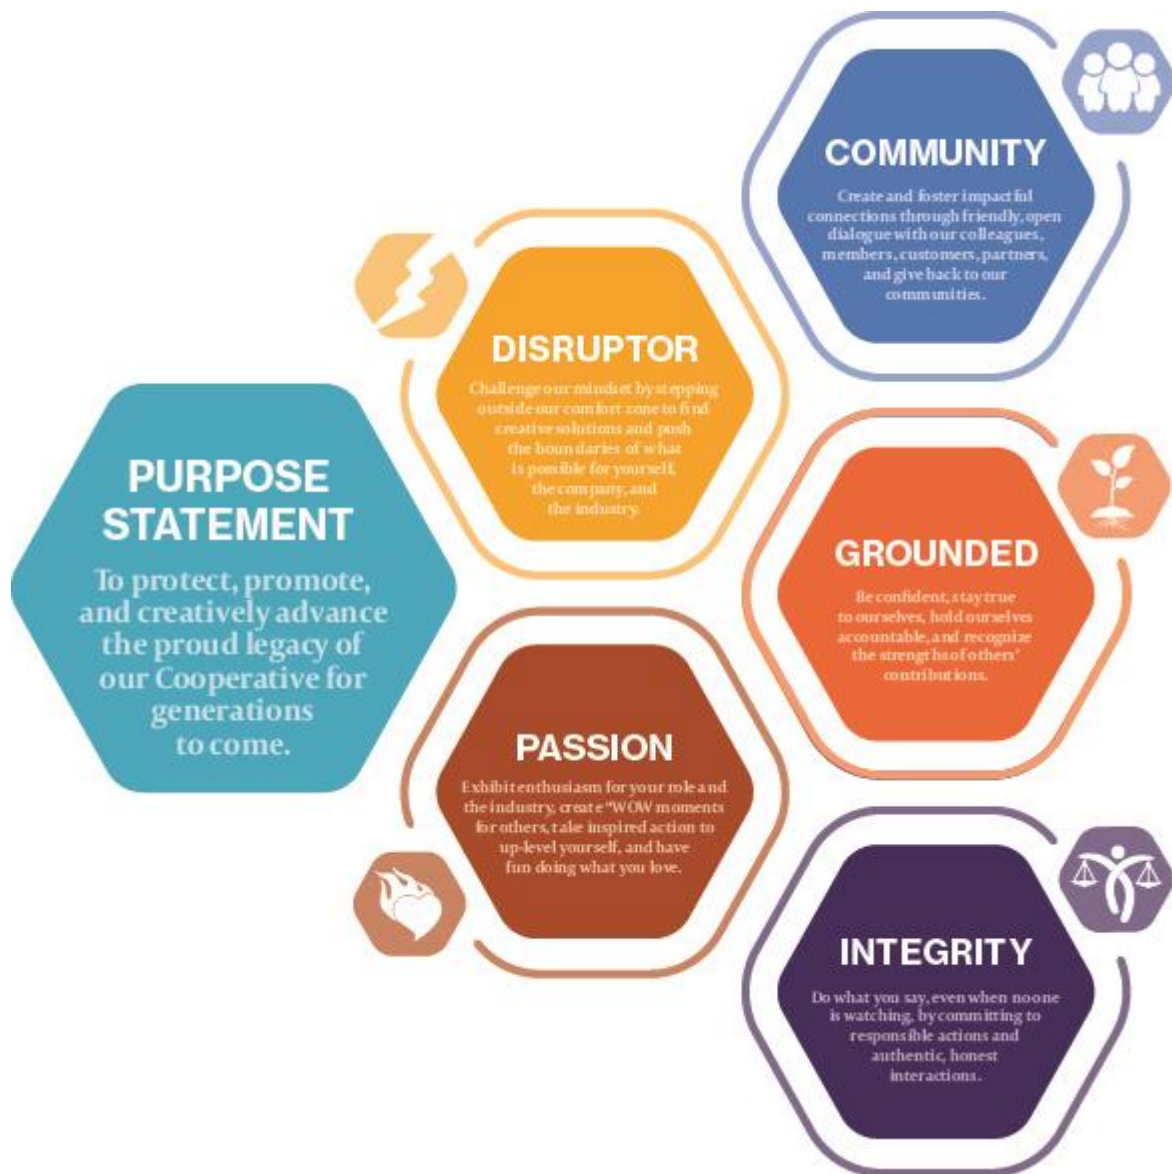 PURPOSE
STATEMENT
To protect, promote,
and creatively advance
the proud legacy of
our Cooperative for
generations
to come.
DISRUPTOR
Challenge our mindset by stepping
outside our comfort zone to find
creative solutions and push
the boundaries of what
is possible for yourself,
the company, and
the industry.
PASSION
Exhibit enthusiasm for your role and
the industry, create "WOW moments
for others, take inspired action to
up-level yourself, and have
fun doing what you love.
COMMUNITY
Create and foster impactful
connections through friendly, open
dialogue with our colleagues,
members, customers, partners,
and give back to our
communities.
GROUNDED
Be confident, stay true
to ourselves, hold ourselves
accountable, and recognize
the strengths of others'
contributions.
INTEGRITY
Do what you say, even when no one
is watching, by committing to
responsible actions and
authentic, honest
interactions.